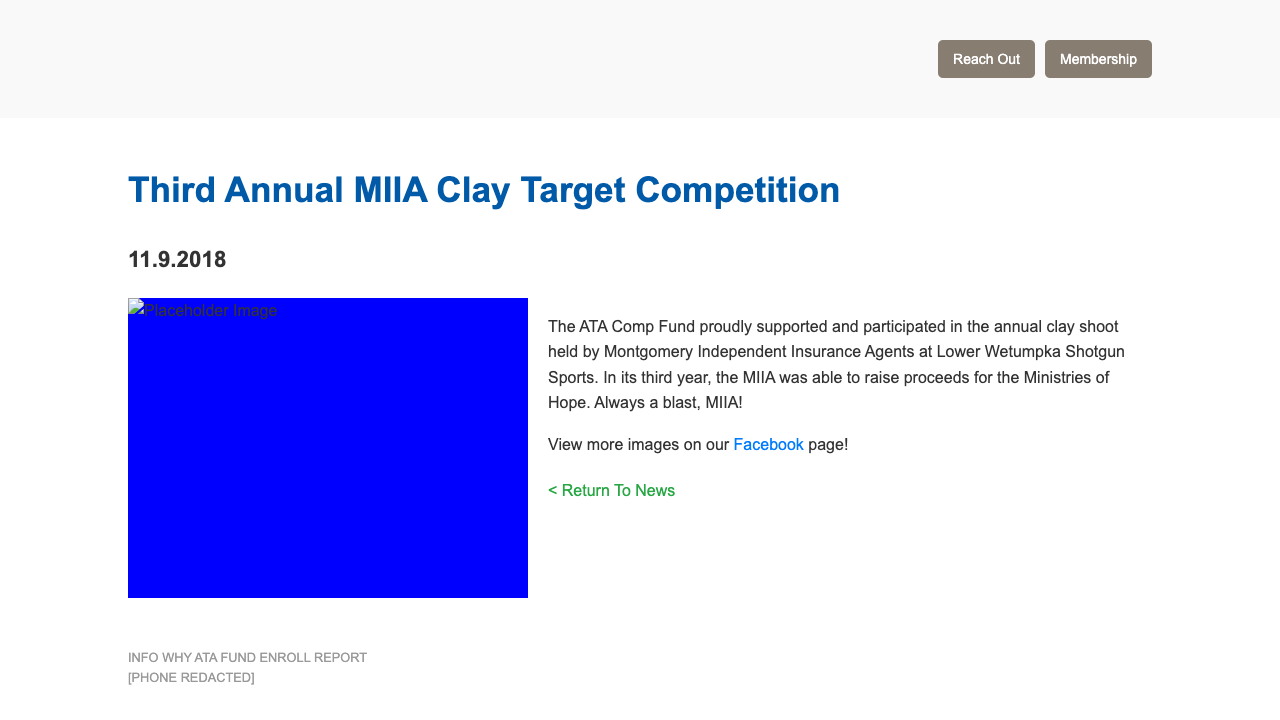 Reach Out Membership
Third Annual MIIA Clay Target Competition
11.9.2018
Placeholder Image
The ATA Comp Fund proudly supported and participated in the annual clay shoot
held by Montgomery Independent Insurance Agents at Lower Wetumpka Shotgun
Sports. In its third year, the MIIA was able to raise proceeds for the Ministries of
Hope. Always a blast, MIIA!
View more images on our Facebook page!
< Return To News
INFO WHY ATA FUND ENROLL REPORT
[PHONE REDACTED]